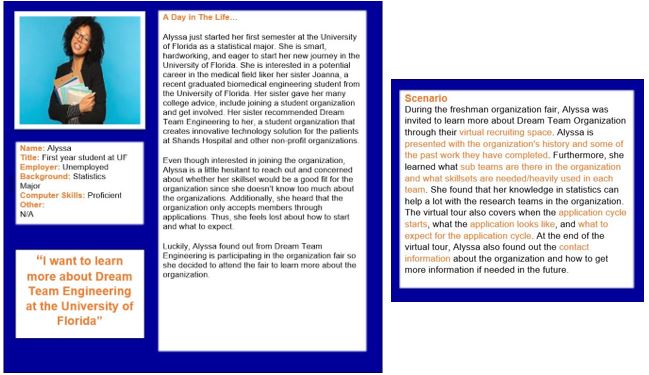 A Day in The Life…
Alyssa just started her first semester at the University
of Florida as a statistical major. She is smart,
hardworking, and eager to start her new journey in the
University of Florida. She is interested in a potential
career in the medical field liker her sister Joanna, a
recent graduated biomedical engineering student from
the University of Florida. Her sister gave her many
college advice, include joining a student organization
and get involved. Her sister recommended Dream
Team Engineering to her, a student organization that
creates innovative technology solution for the patients
at Shands Hospital and other non-profit organizations.
Even though interested in joining the organization,
Alyssa is a little hesitant to reach out and concerned
about whether her skillset would be a good fit for the
organization since she doesn't know too much about
the organizations. Additionally, she heard that the
organization only accepts members through
applications. Thus, she feels lost about how to start
and what to expect.
Luckily, Alyssa found out from Dream Team
Engineering is participating in the organization fair so
she decided to attend the fair to learn more about the
organization.
Name: Alyssa
Title: First year student at UF
Employer: Unemployed
Background: Statistics
Major
Computer Skills: Proficient
Other:
N/A
“I want to learn
more about Dream
Team Engineering
at the University of
Florida”
Scenario
During the freshman organization fair, Alyssa was
invited to learn more about Dream Team Organization
through their virtual recruiting space. Alyssa is
presented with the organization's history and some of
the past work they have completed. Furthermore, she
learned what sub teams are there in the organization
and what skillsets are needed/heavily used in each
team. She found that her knowledge in statistics can
help a lot with the research teams in the organization.
The virtual tour also covers when the application cycle
starts, what the application looks like, and what to
expect for the application cycle. At the end of the
virtual tour, Alyssa also found out the contact
information about the organization and how to get
more information if needed in the future.